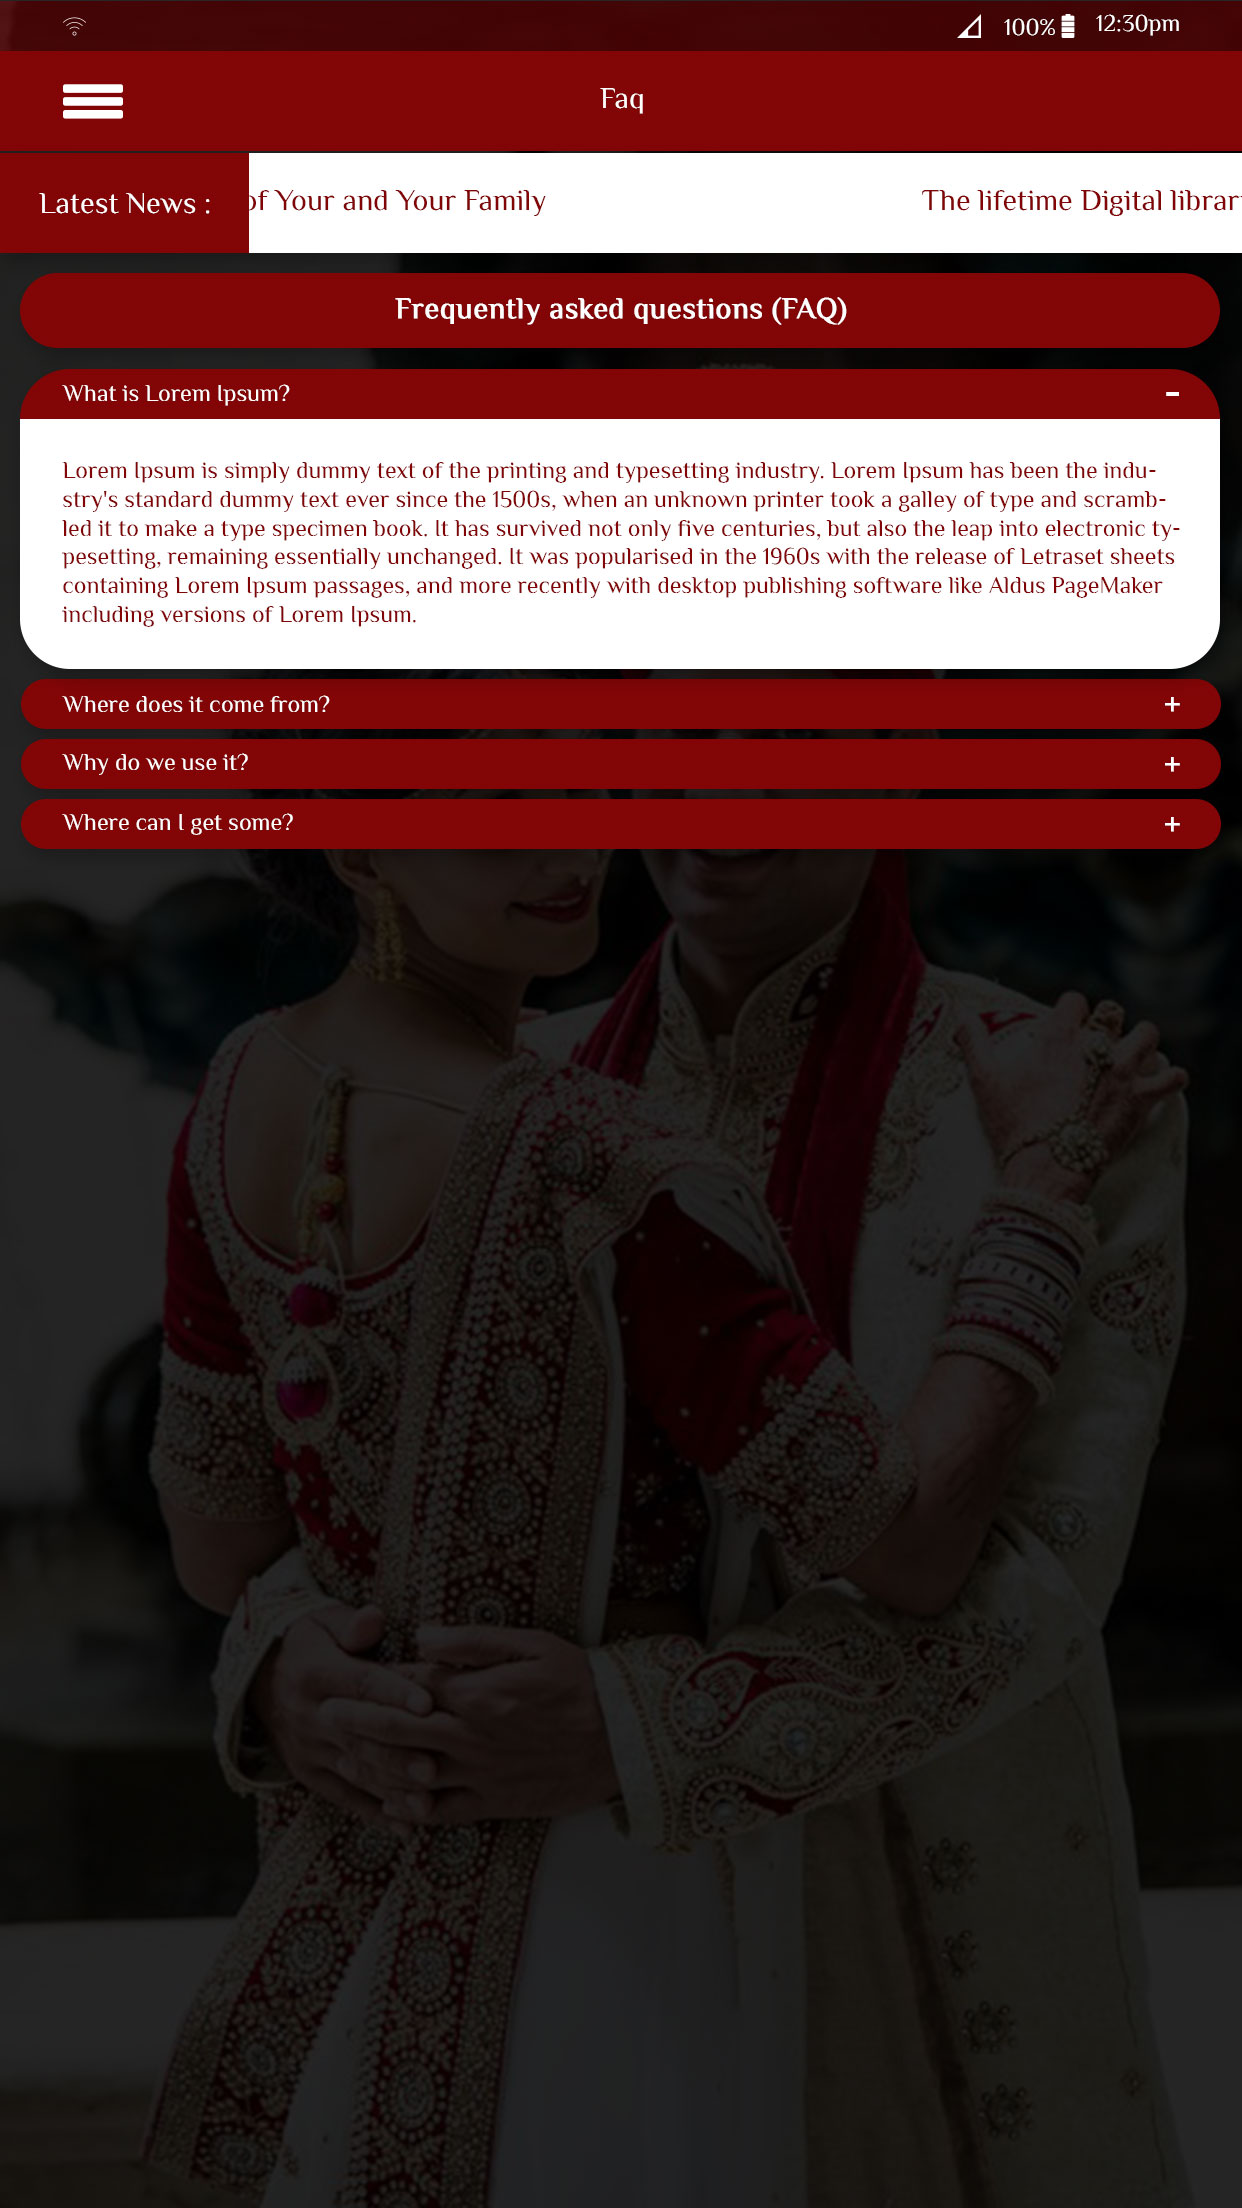 100% 12:30pm
Faq
Latest News : of Your and Your Family The lifetime Digital librar
Frequently asked questions (FAQ)
What is Lorem Ipsum? -
Lorem Ipsum is simply dummy text of the printing and typesetting industry. Lorem Ipsum has been the indu-
stry's standard dummy text ever since the 1500s, when an unknown printer took a galley of type and scramb-
led it to make a type specimen book. It has survived not only five centuries, but also the leap into electronic ty-
pesetting, remaining essentially unchanged. It was popularised in the 1960s with the release of Letraset sheets
containing Lorem Ipsum passages, and more recently with desktop publishing software like Aldus PageMaker
including versions of Lorem Ipsum.
Where does it come from? +
Why do we use it? +
Where can I get some? +